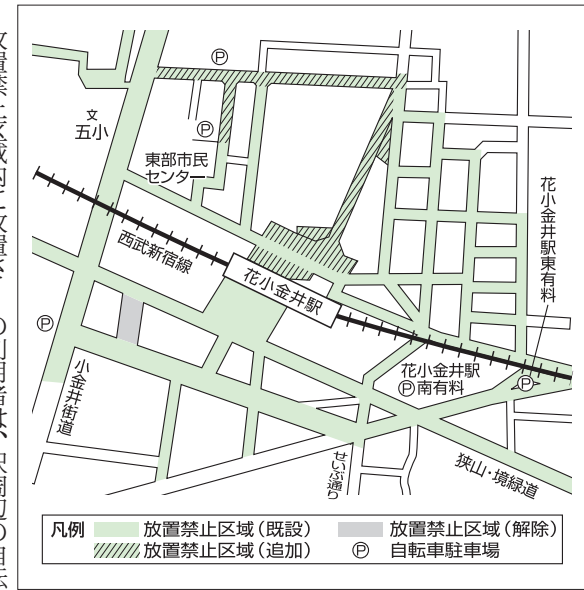 文
五小
東部市民
センター
西武新宿線
花小金井駅
花小金井駅東有料
花小金井駅
Ⓟ南有料
小金井街道
せいぶ通り
狭山・境緑道
Ⓟ
Ⓟ
Ⓟ
Ⓟ
凡例 放置禁止区域(既設) 放置禁止区域(解除)
放置禁止区域(追加) Ⓟ 自転車駐車場